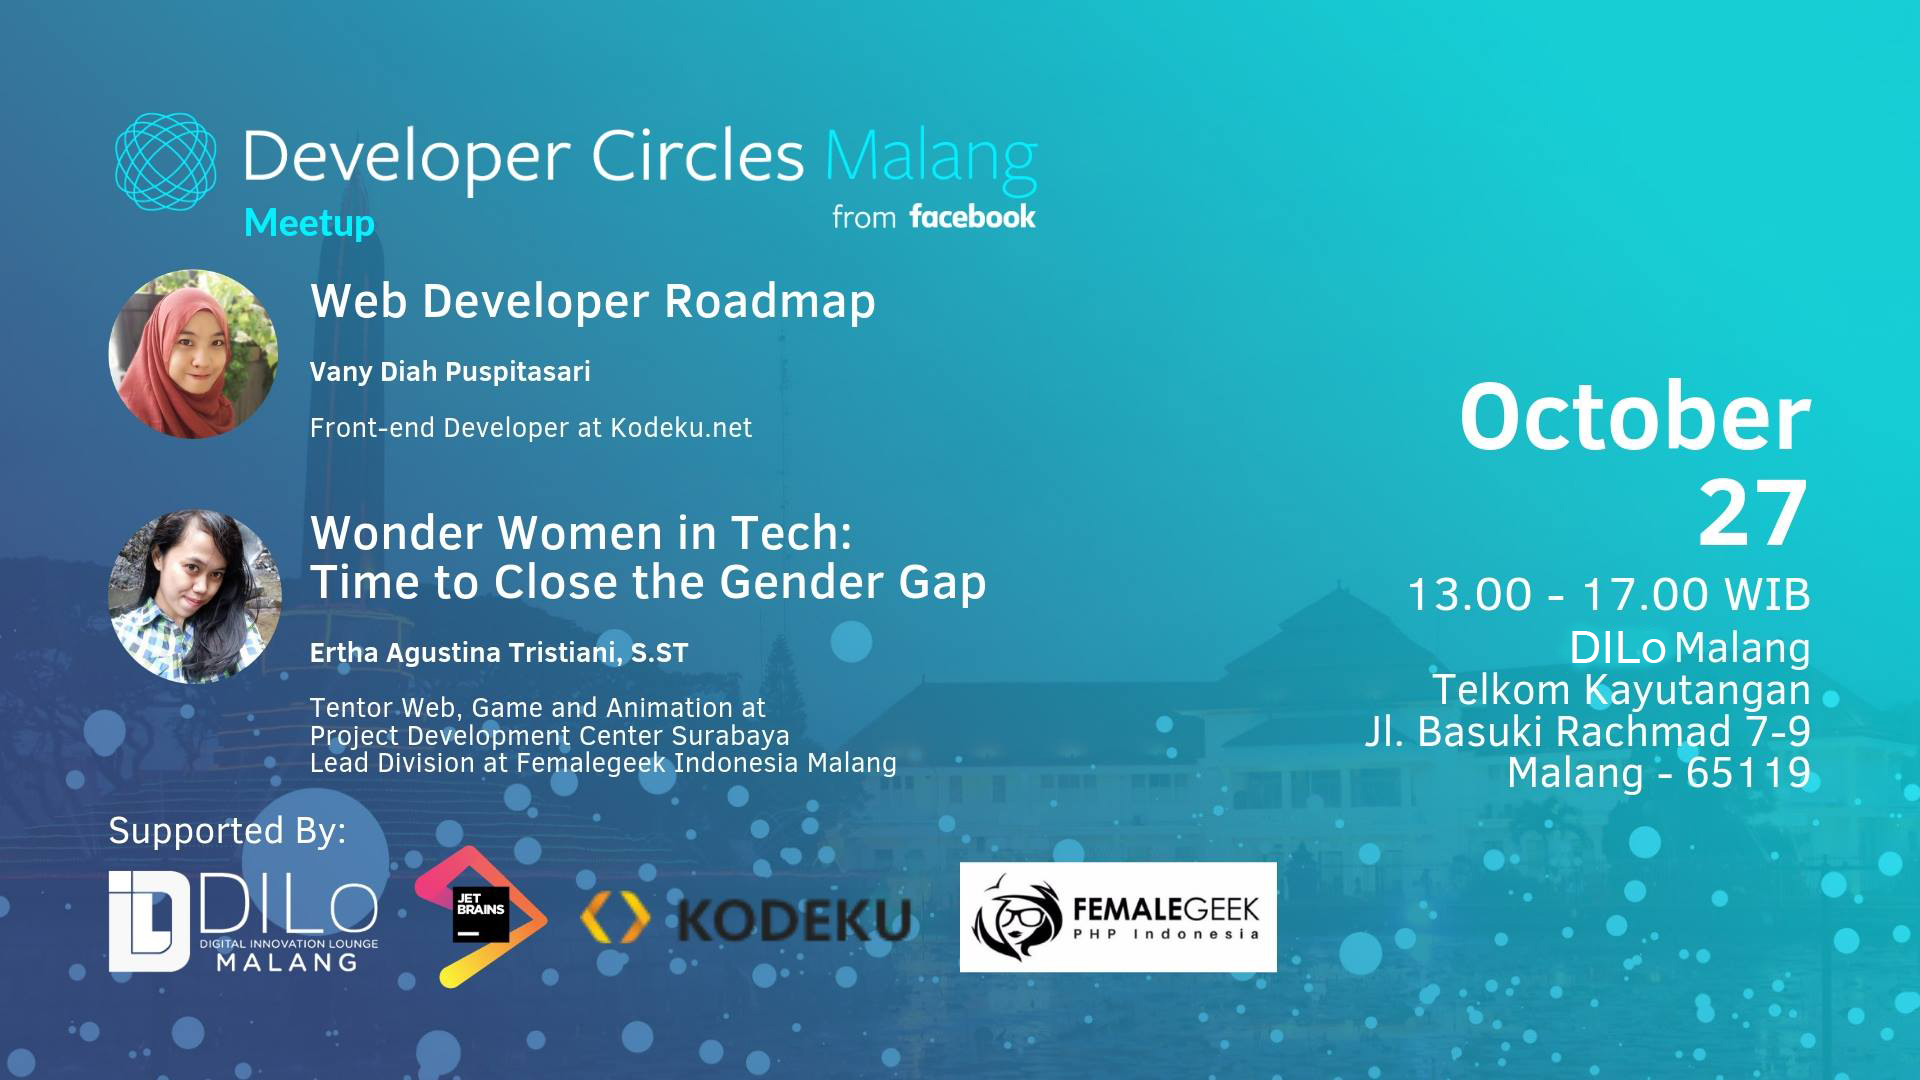 Developer Circles Malang
from facebook
Meetup
Web Developer Roadmap
Vany Diah Puspitasari
Front-end Developer at Kodeku.net
Wonder Women in Tech:
Time to Close the Gender Gap
Ertha Agustina Tristiani, S.ST
Tentor Web, Game and Animation at
Project Development Center Surabaya
Lead Division at Femalegeek Indonesia Malang
October
27
13.00 - 17.00 WIB
DILo Malang
Telkom Kayutangan
Jl. Basuki Rachmad 7-9
Malang - 65119
Supported By:
DILo
DIGITAL INNOVATION LOUNGE
MALANG
JET
BRAINS
KODEKU
FEMALEGEEK
PHP Indonesia